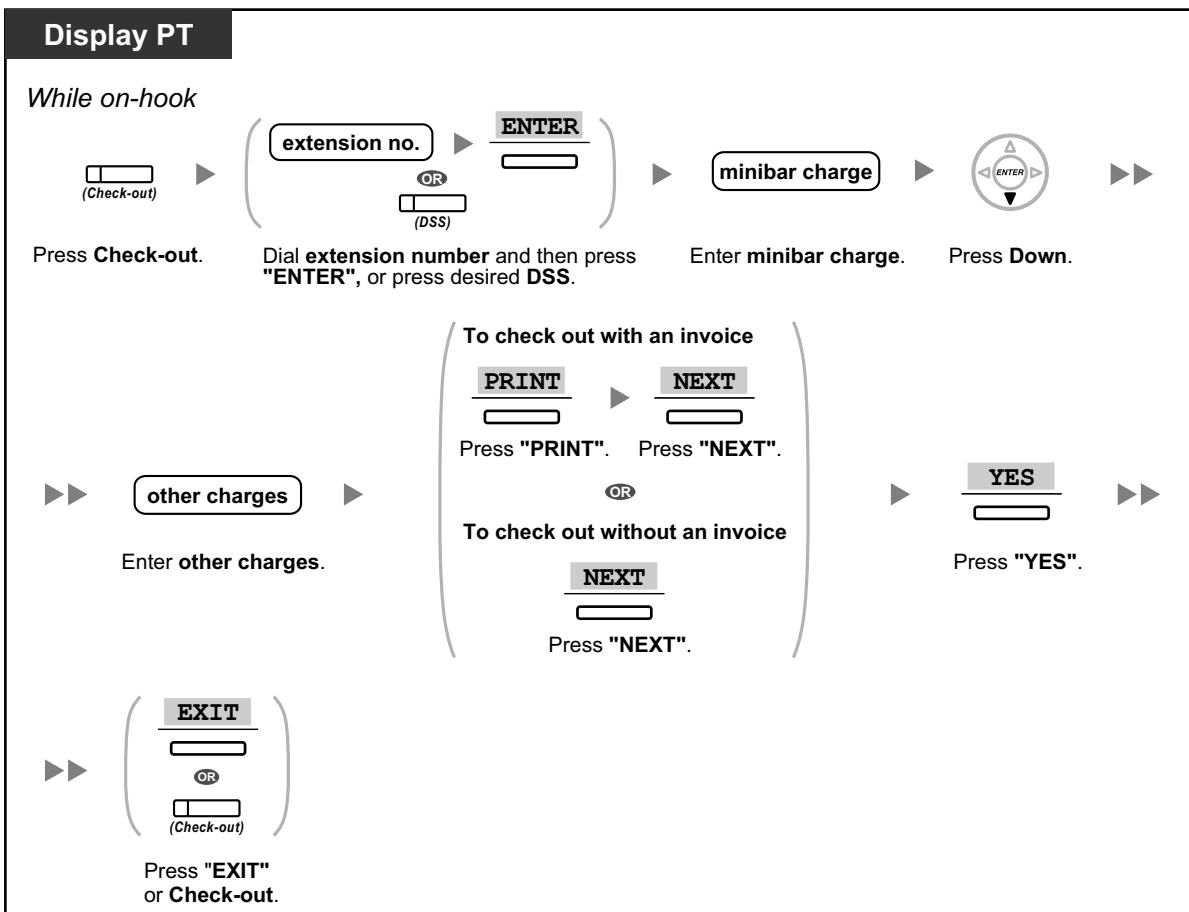 Display PT
While on-hook
(Check-out)
extension no.
ENTER
OR
(DSS)
minibar charge
ENTER
Press Check-out.
Dial extension number and then press
"ENTER", or press desired DSS.
Enter minibar charge.
Press Down.
other charges
Enter other charges.
To check out with an invoice
PRINT
NEXT
Press "PRINT".
Press "NEXT".
OR
To check out without an invoice
NEXT
Press "NEXT".
YES
Press "YES".
EXIT
OR
(Check-out)
Press "EXIT"
or Check-out.